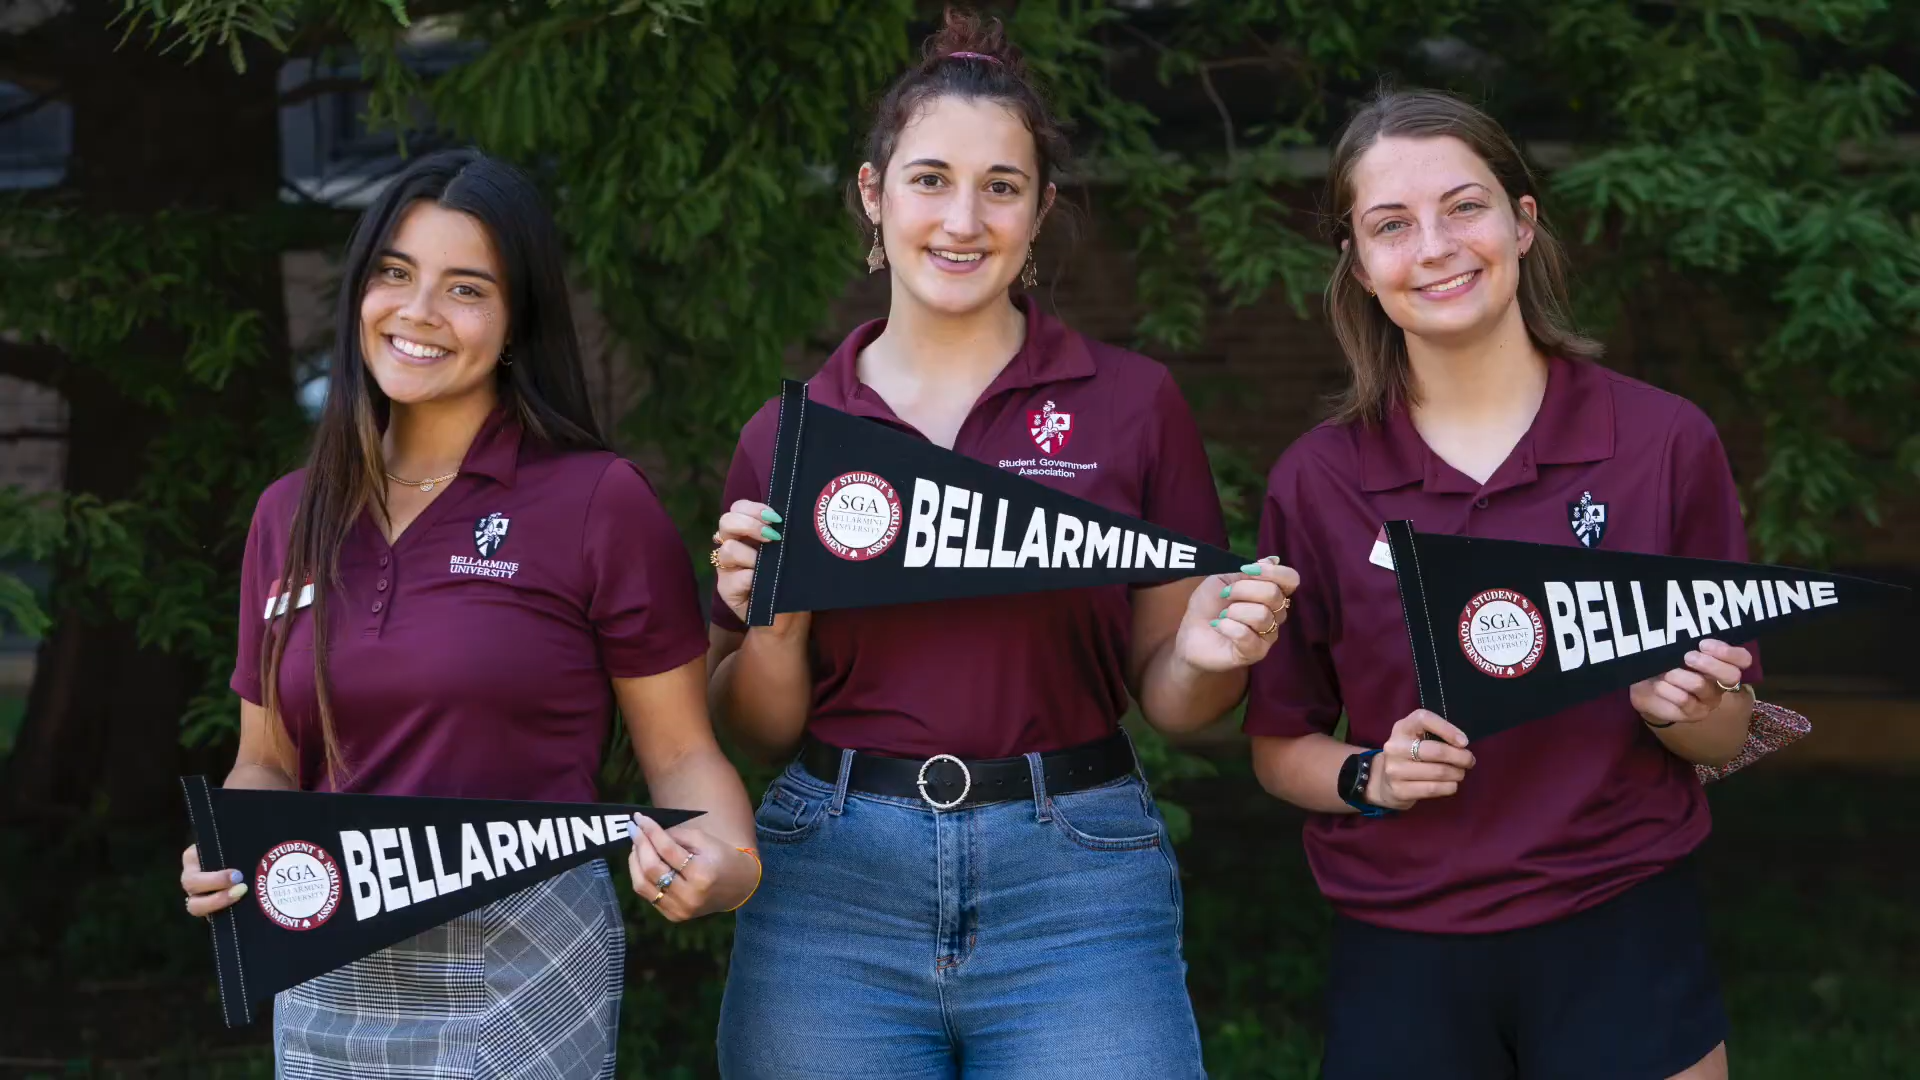 BELLARMINE
UNIVERSITY
STUDENT
GOVERNMENT
ASSOCIATION
SGA
BELLARMINE
UNIVERSITY
BELLARMINE
Student Government
Association
STUDENT
GOVERNMENT
ASSOCIATION
SGA
BELLARMINE
UNIVERSITY
BELLARMINE
STUDENT
GOVERNMENT
ASSOCIATION
SGA
BELLARMINE
UNIVERSITY
BELLARMINE